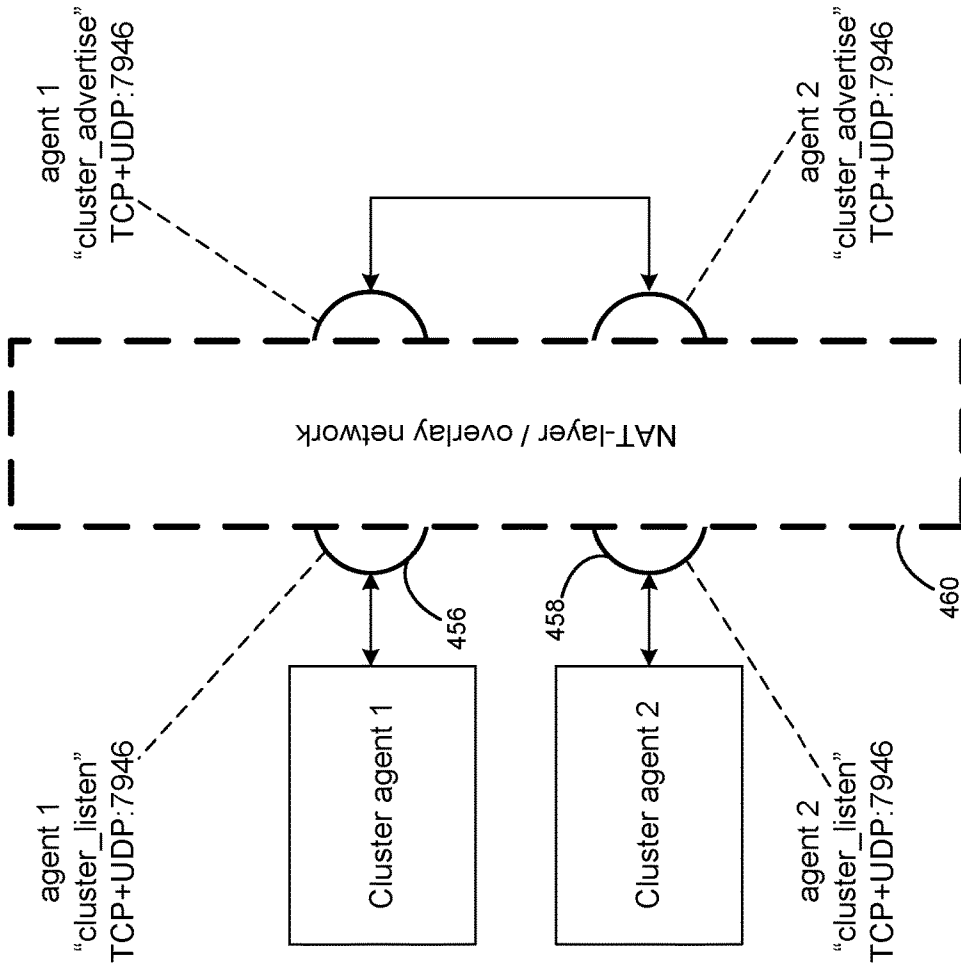 agent 1
“cluster_listen”
TCP+UDP:7946
agent 1
“cluster_advertise”
TCP+UDP:7946
Cluster agent 1
456
NAT-layer / overlay network
458
Cluster agent 2
agent 2
“cluster_listen”
TCP+UDP:7946
460
agent 2
“cluster_advertise”
TCP+UDP:7946